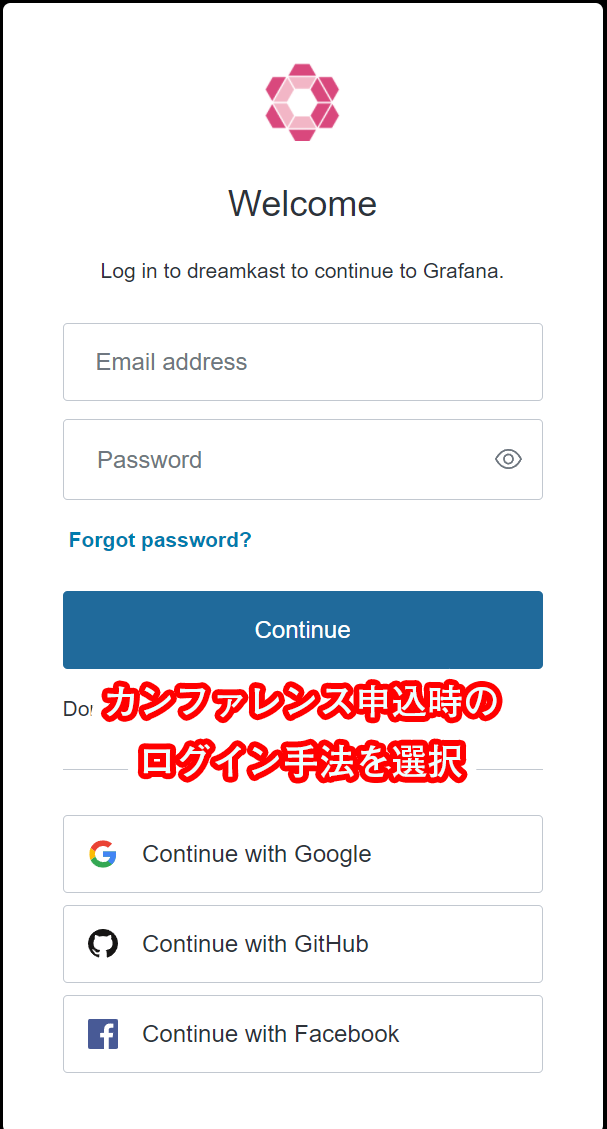 Welcome
Log in to dreamkast to continue to Grafana.
Email address
Password
Forgot password?
Continue
カンファレンス申込時の
ログイン手法を選択
Continue with Google
Continue with GitHub
Continue with Facebook